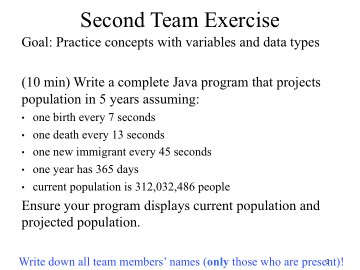 Second Team Exercise
Goal: Practice concepts with variables and data types
(10 min) Write a complete Java program that projects
population in 5 years assuming:
• one birth every 7 seconds
• one death every 13 seconds
• one new immigrant every 45 seconds
• one year has 365 days
• current population is 312,032,486 people
Ensure your program displays current population and
projected population.
Write down all team members’ names (only those who are present)!